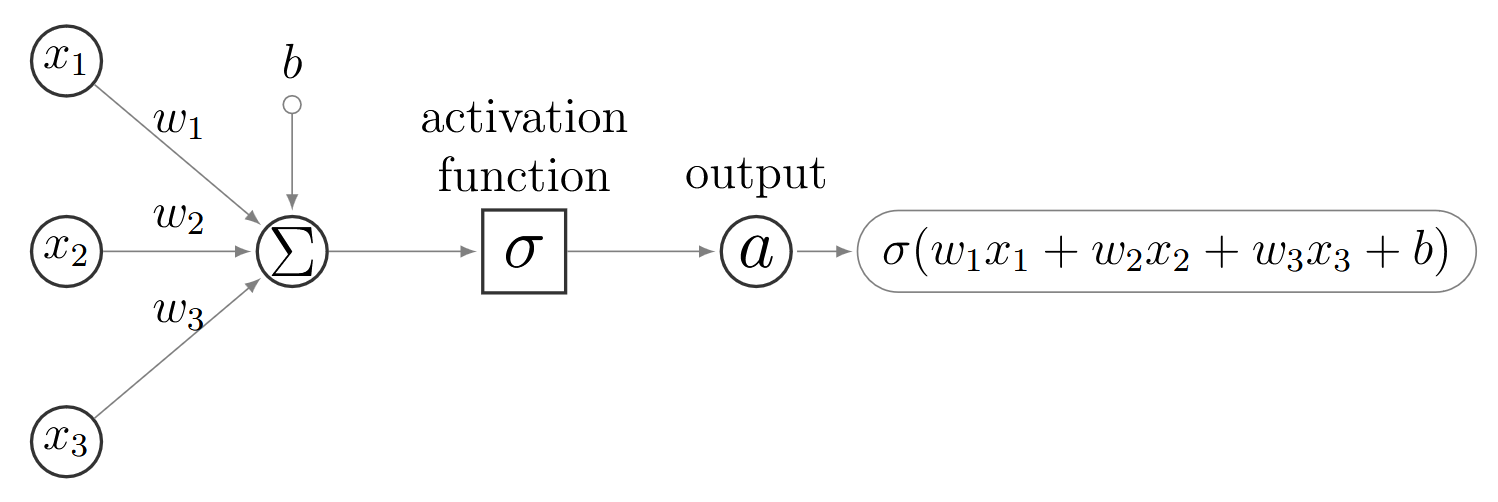 x₁
b
w₁
activation
function
output
w₂
x₂
Σ
σ
a
σ(w₁x₁ + w₂x₂ + w₃x₃ + b)
w₃
x₃